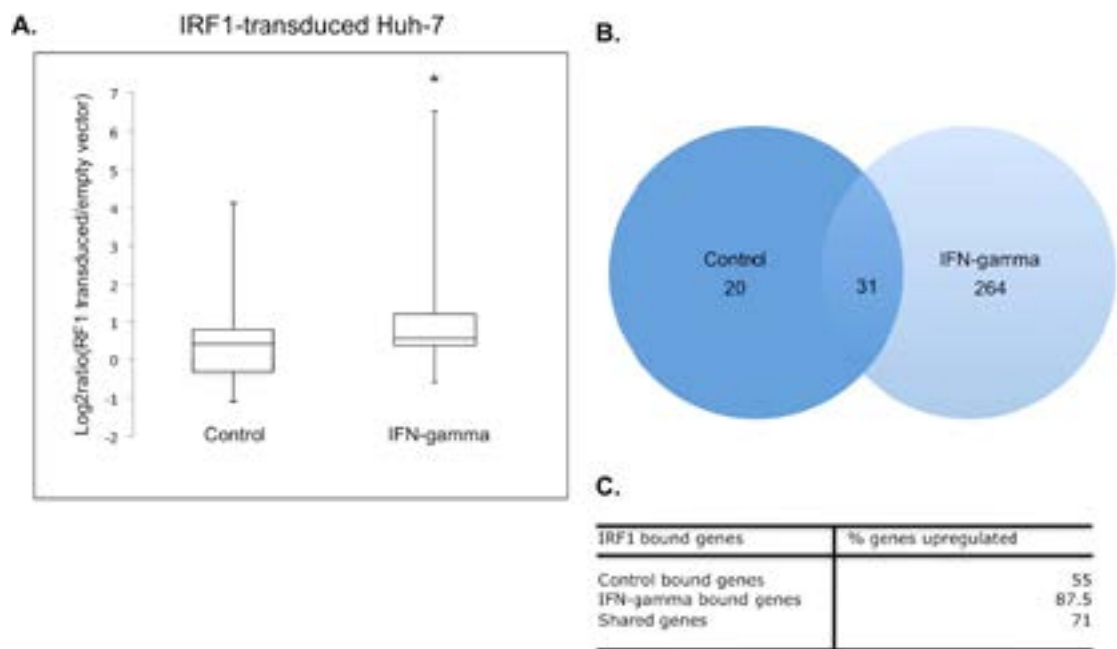 A.
IRF1-transduced Huh-7
Log2ratio(RF1 transduced/empty vector)
7
6
5
4
3
2
1
0
-1
-2
*
Control
IFN-gamma
B.
Control
20
31
IFN-gamma
264
C.
IRF1 bound genes % genes upregulated
Control bound genes 55
IFN-gamma bound genes 87.5
Shared genes 71